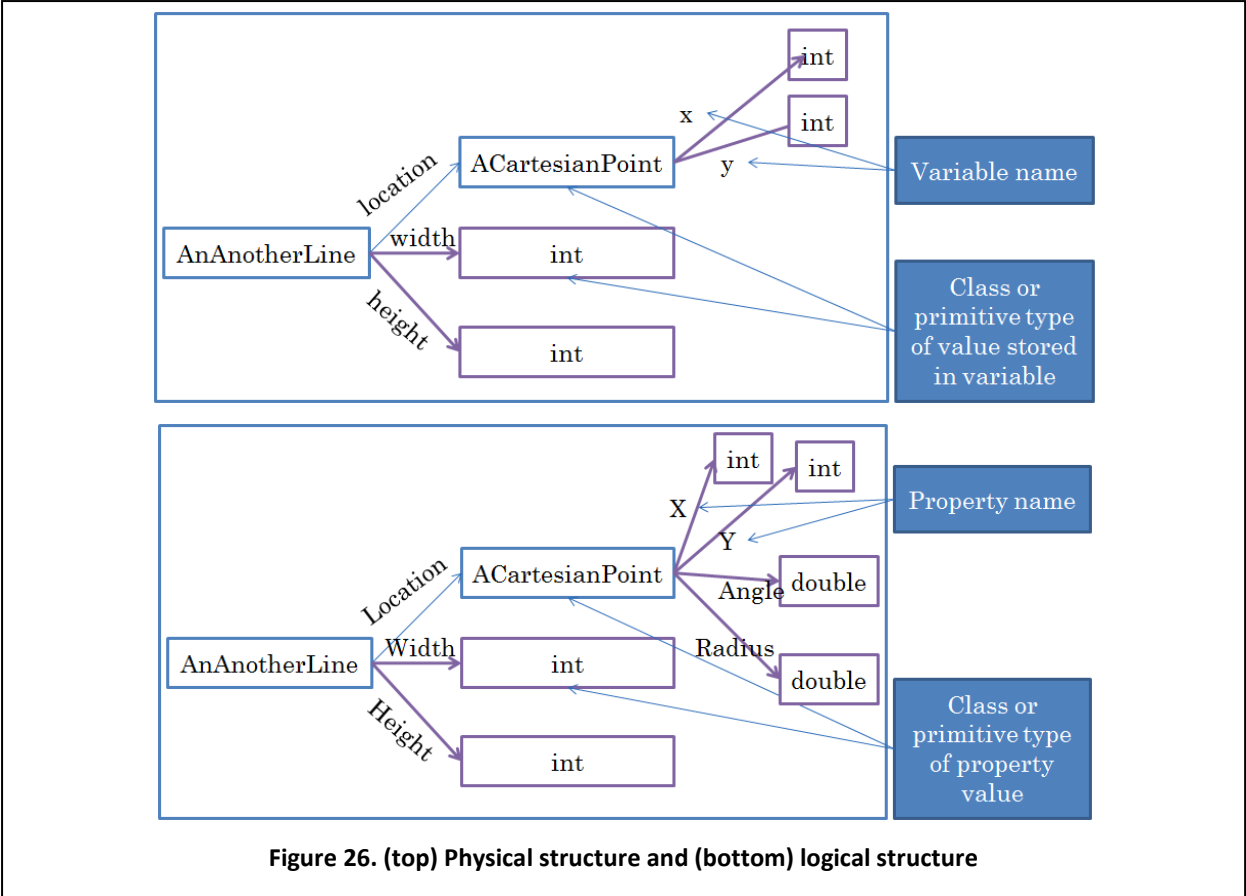 int
x
int
ACartesianPoint
y
Variable name
location
AnAnotherLine
width
int
height
int
Class or
primitive type
of value stored
in variable
int
int
X
Property name
Y
Location
ACartesianPoint
Angle
double
AnAnotherLine
Width
int
Radius
double
Height
int
Class or
primitive type
of property
value
Figure 26. (top) Physical structure and (bottom) logical structure